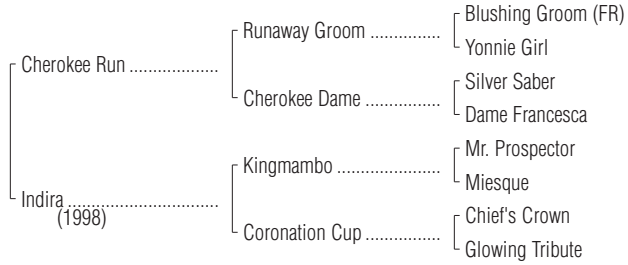 Blushing Groom (FR)
Runaway Groom ...............
Yonnie Girl
Cherokee Run ...................
Silver Saber
Cherokee Dame ................
Dame Francesca
Mr. Prospector
Kingmambo ......................
Miesque
Indira ................................
(1998)
Chief's Crown
Coronation Cup ................
Glowing Tribute